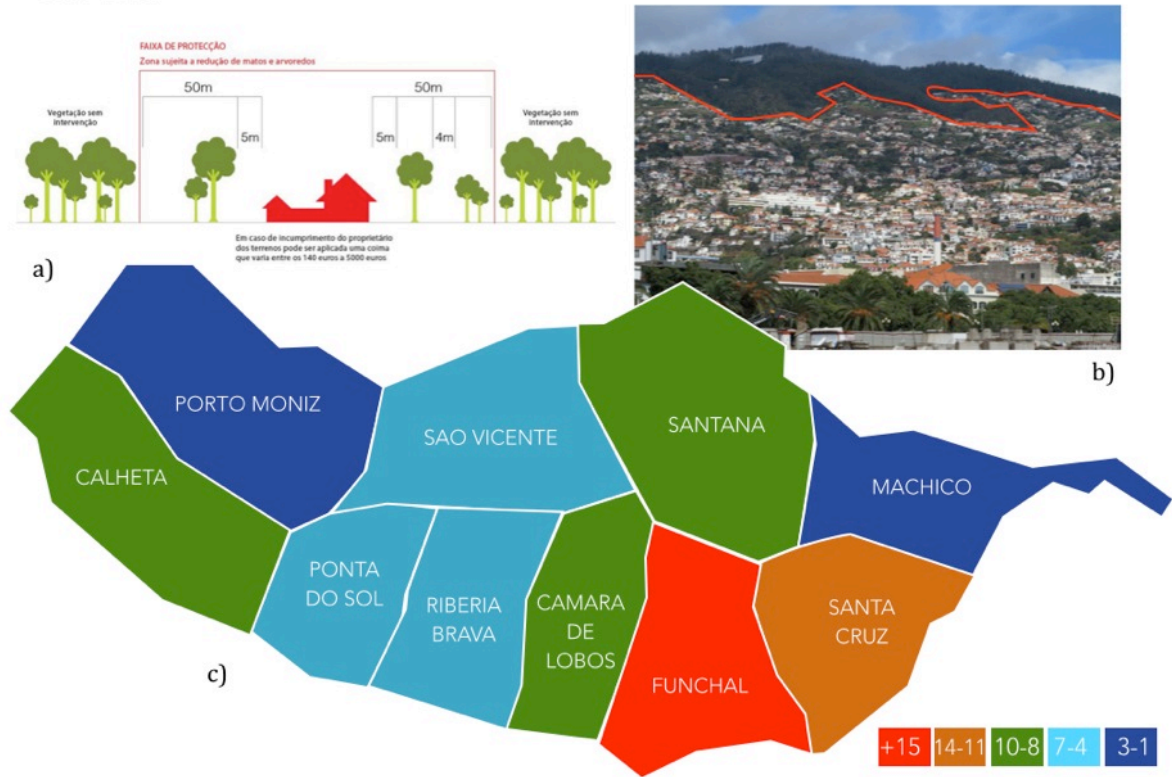 FAIXA DE PROTECÇÃO
Zona sujeita a redução de matos e arvoredos
50m
50m
Vegetação sem
intervenção
5m
5m
4m
Vegetação sem
intervenção
Em caso de incumprimento do proprietário
dos terrenos pode ser aplicada uma coima
que varia entre os 140 euros a 5000 euros
a)
b)
PORTO MONIZ
CALHETA
SAO VICENTE
SANTANA
MACHICO
PONTA
DO SOL
RIBERIA
BRAVA
CAMARA
DE
LOBOS
FUNCHAL
SANTA
CRUZ
c)
+15 14-11 10-8 7-4 3-1